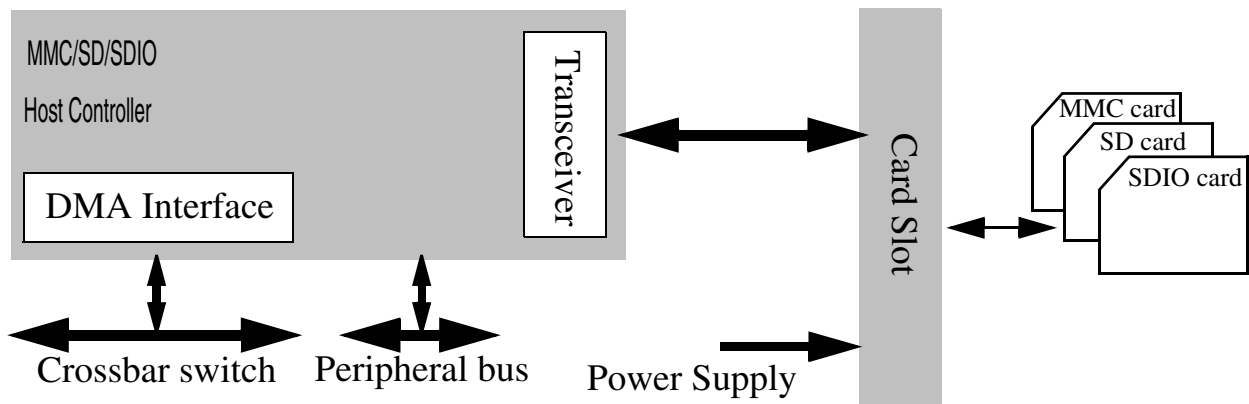 MMC/SD/SDIO
Host Controller
Transceiver
DMA Interface
Card Slot
MMC card
SD card
SDIO card
Crossbar switch
Peripheral bus
Power Supply